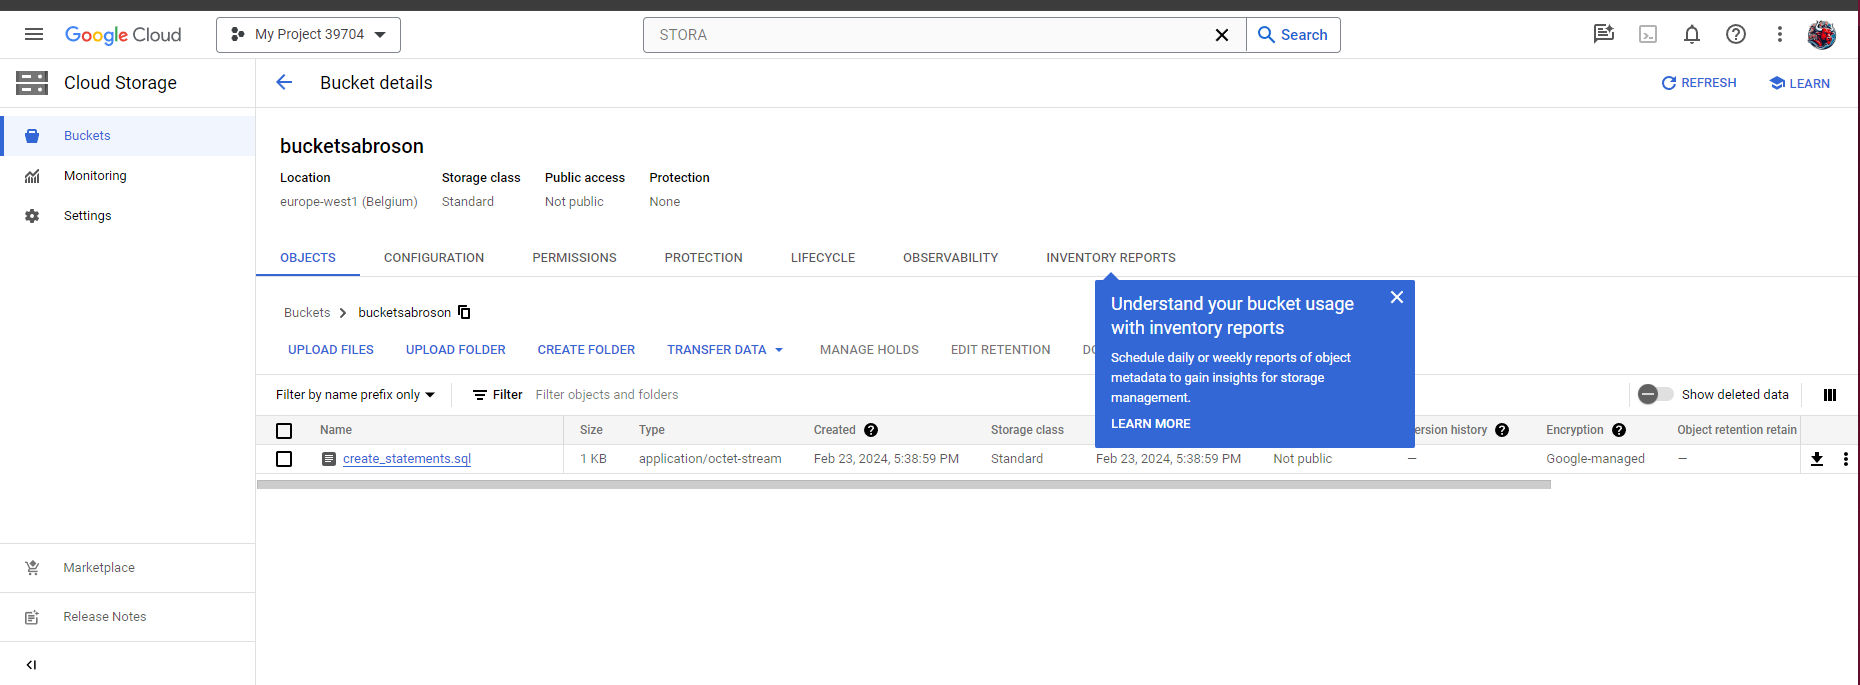 Google Cloud
My Project 39704
STORA
Search
Cloud Storage
Bucket details
REFRESH
LEARN
Buckets
Monitoring
Settings
Marketplace
Release Notes
bucketsabroson
Location Storage class Public access Protection
europe-west1 (Belgium) Standard Not public None
OBJECTS CONFIGURATION PERMISSIONS PROTECTION LIFECYCLE OBSERVABILITY INVENTORY REPORTS
Buckets > bucketsabroson
UPLOAD FILES UPLOAD FOLDER CREATE FOLDER TRANSFER DATA MANAGE HOLDS EDIT RETENTION
Understand your bucket usage
with inventory reports
Schedule daily or weekly reports of object
metadata to gain insights for storage
management.
LEARN MORE
Filter by name prefix only Filter Filter objects and folders Show deleted data
Name Size Type Created Storage class history Encryption Object retention retain
create_statements.sql 1 KB application/octet-stream Feb 23, 2024, 5:38:59 PM Standard Feb 23, 2024, 5:38:59 PM Not public — Google-managed —